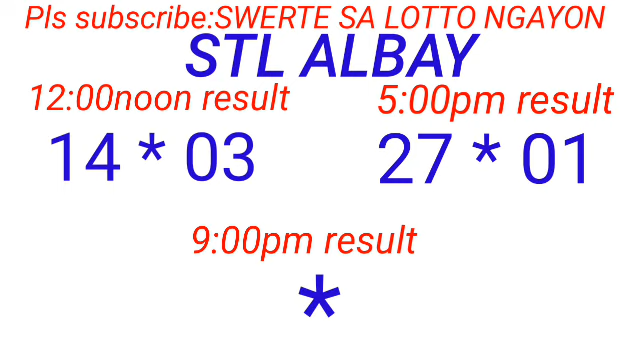 Pls subscribe:SWERTE SA LOTTO NGAYON
STL ALBAY
12:00noon result
14 * 03
5:00pm result
27 * 01
9:00pm result
*